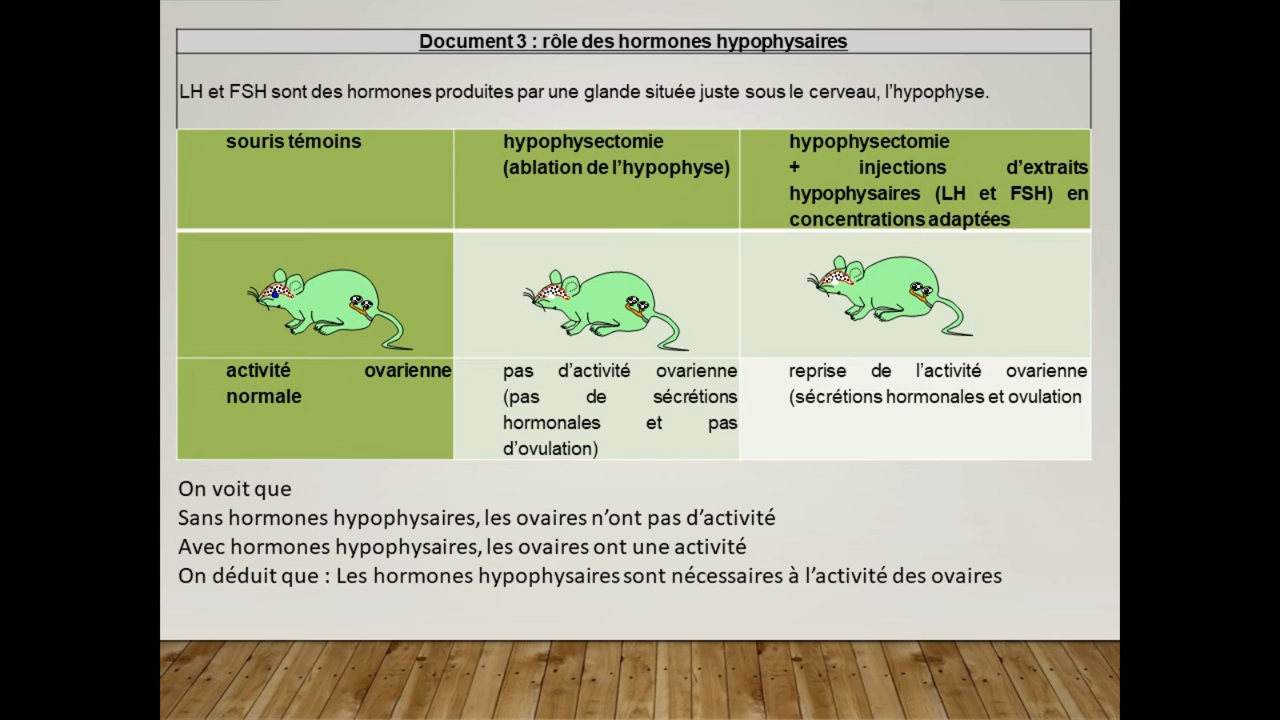 Document 3 : rôle des hormones hypophysaires
LH et FSH sont des hormones produites par une glande située juste sous le cerveau, l’hypophyse.
souris témoins
hypophysectomie
(ablation de l’hypophyse)
hypophysectomie
+ injections d’extraits
hypophysaires (LH et FSH) en
concentrations adaptées
activité ovarienne
normale
pas d’activité ovarienne
(pas de sécrétions
hormonales et pas
d’ovulation)
reprise de l’activité ovarienne
(sécrétions hormonales et ovulation
On voit que
Sans hormones hypophysaires, les ovaires n’ont pas d’activité
Avec hormones hypophysaires, les ovaires ont une activité
On déduit que : Les hormones hypophysaires sont nécessaires à l’activité des ovaires